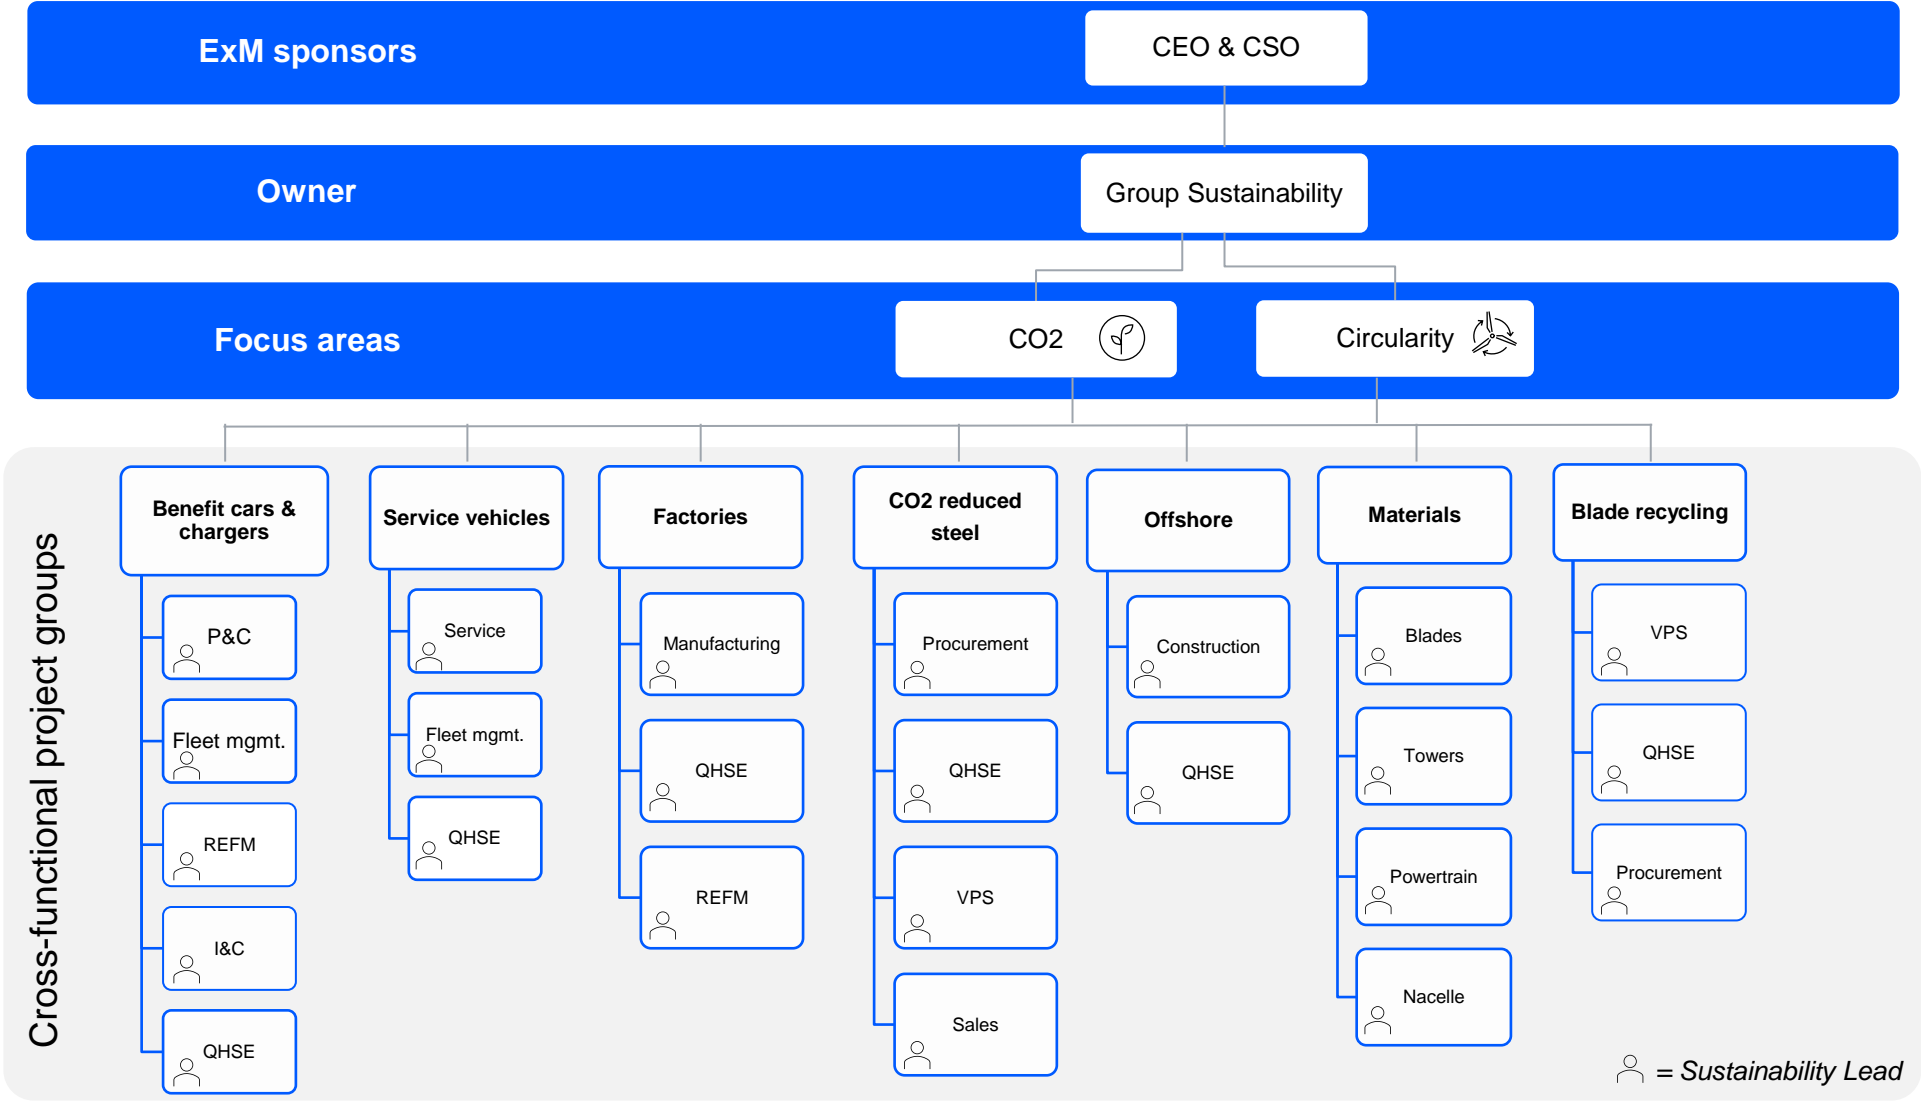 ExM sponsors
CEO & CSO
Owner
Group Sustainability
Focus areas
CO2
Circularity
Cross-functional project groups
Benefit cars &
chargers
P&C
Fleet mgmt.
REFM
I&C
QHSE
Service vehicles
Service
Fleet mgmt.
QHSE
Factories
Manufacturing
QHSE
REFM
CO2 reduced
steel
Procurement
QHSE
VPS
Sales
Offshore
Construction
QHSE
Materials
Blades
Towers
Powertrain
Nacelle
Blade recycling
VPS
QHSE
Procurement
= Sustainability Lead